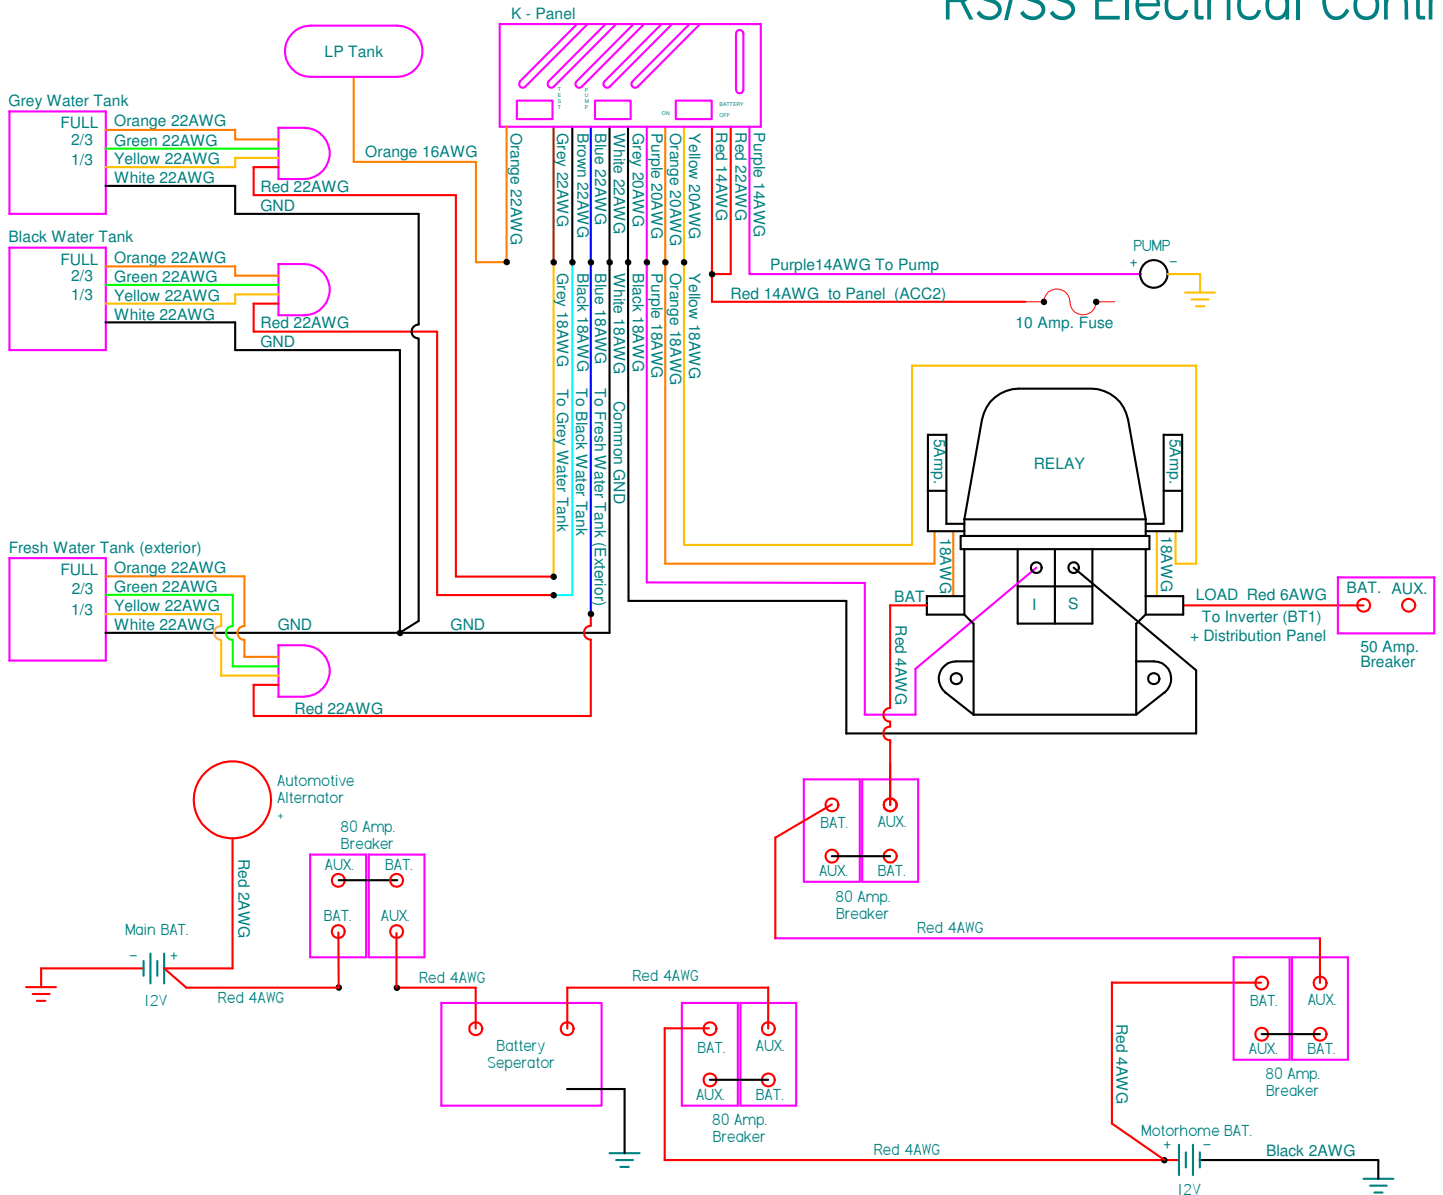 RS/SS Electrical Contr
K - Panel
LP Tank
TEST
PUMP
ON
BATTERY
OFF
Grey Water Tank
FULL
2/3
1/3
Orange 22AWG
Green 22AWG
Yellow 22AWG
White 22AWG
Red 22AWG
GND
Orange 16AWG
Black Water Tank
FULL
2/3
1/3
Orange 22AWG
Green 22AWG
Yellow 22AWG
White 22AWG
Red 22AWG
GND
Orange 22AWG
Grey 22AWG
Brown 22AWG
Blue 22AWG
White 22AWG
Grey 20AWG
Purple 20AWG
Orange 20AWG
Yellow 20AWG
Red 14AWG
Red 22AWG
Purple 14AWG
Grey 18AWG
To Grey Water Tank
Black 18AWG
To Black Water Tank
Blue 18AWG
To Fresh Water Tank (Exterior)
White 18AWG
Common GND
Black 18AWG
Purple 18AWG
Orange 18AWG
Yellow 18AWG
Purple14AWG To Pump
PUMP
+
-
Red 14AWG to Panel (ACC2)
10 Amp. Fuse
Fresh Water Tank (exterior)
FULL
2/3
1/3
Orange 22AWG
Green 22AWG
Yellow 22AWG
White 22AWG
GND
GND
Red 22AWG
RELAY
5Amp.
5Amp.
18AWG
18AWG
I
S
BAT
Red 4AWG
LOAD Red 6AWG
To Inverter (BT1)
+ Distribution Panel
BAT. AUX.
50 Amp.
Breaker
Automotive
Alternator
+
Red 2AWG
80 Amp.
Breaker
AUX. BAT.
BAT. AUX.
Main BAT.
-
+
12V
Red 4AWG
Red 4AWG
Battery
Seperator
Red 4AWG
BAT. AUX.
AUX. BAT.
80 Amp.
Breaker
BAT. AUX.
AUX. BAT.
80 Amp.
Breaker
Red 4AWG
BAT. AUX.
AUX. BAT.
80 Amp.
Breaker
Red 4AWG
Red 4AWG
Motorhome BAT.
+
-
12V
Black 2AWG